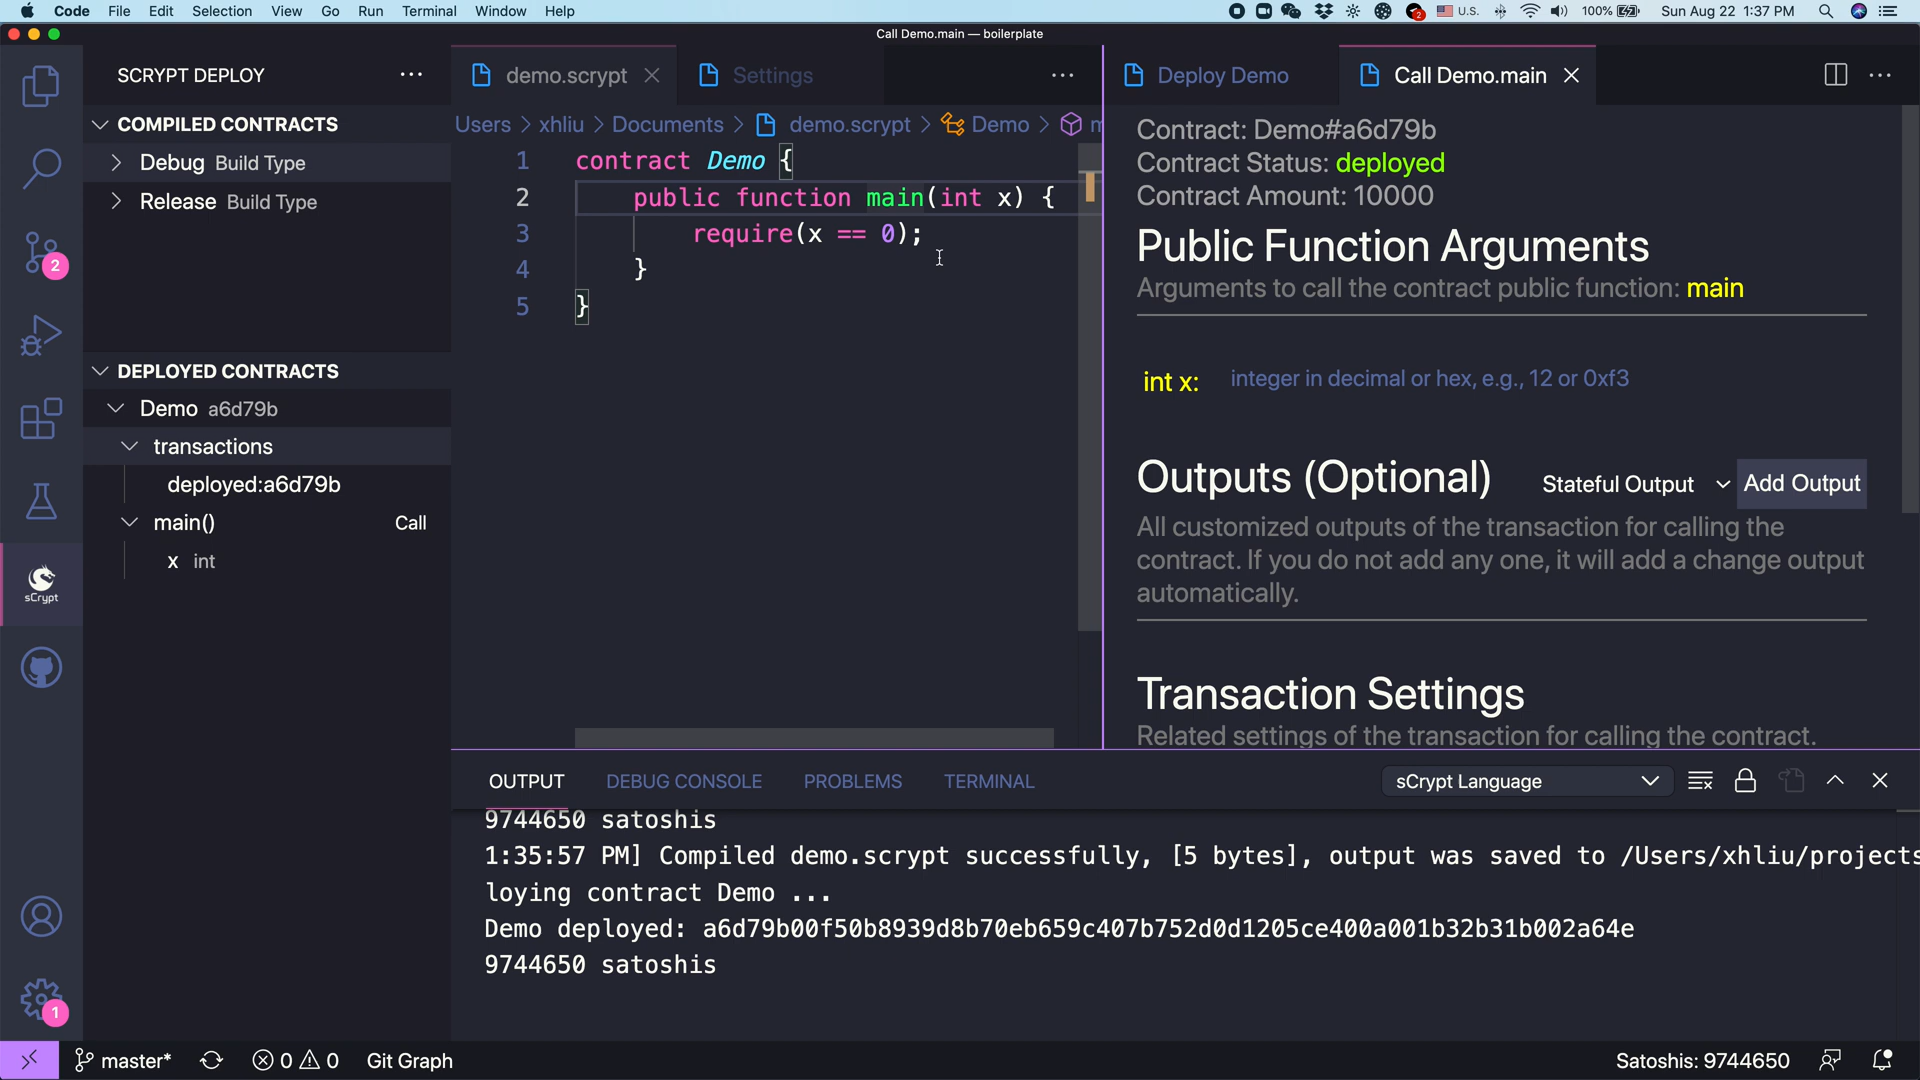 Code File Edit Selection View Go Run Terminal Window Help
2 U.S. 100% Sun Aug 22 1:37 PM
Call Demo.main — boilerplate
SCRYPT DEPLOY
COMPILED CONTRACTS
Debug Build Type
Release Build Type
2
DEPLOYED CONTRACTS
Demo a6d79b
transactions
deployed:a6d79b
main() Call
x int
sCrypt
1
demo.scrypt Settings
Users > xhliu > Documents > demo.scrypt > Demo >
1 contract Demo {
2 public function main(int x) {
3 require(x == 0);
4 }
5 }
Deploy Demo Call Demo.main
Contract: Demo#a6d79b
Contract Status: deployed
Contract Amount: 10000
Public Function Arguments
Arguments to call the contract public function: main
int x: integer in decimal or hex, e.g., 12 or 0xf3
Outputs (Optional) Stateful Output Add Output
All customized outputs of the transaction for calling the
contract. If you do not add any one, it will add a change output
automatically.
Transaction Settings
Related settings of the transaction for calling the contract.
OUTPUT DEBUG CONSOLE PROBLEMS TERMINAL sCrypt Language
9744650 satoshis
1:35:57 PM] Compiled demo.scrypt successfully, [5 bytes], output was saved to /Users/xhliu/projects
loying contract Demo ...
Demo deployed: a6d79b00f50b8939d8b70eb659c407b752d0d1205ce400a001b32b31b002a64e
9744650 satoshis
master* 0 0 Git Graph Satoshis: 9744650